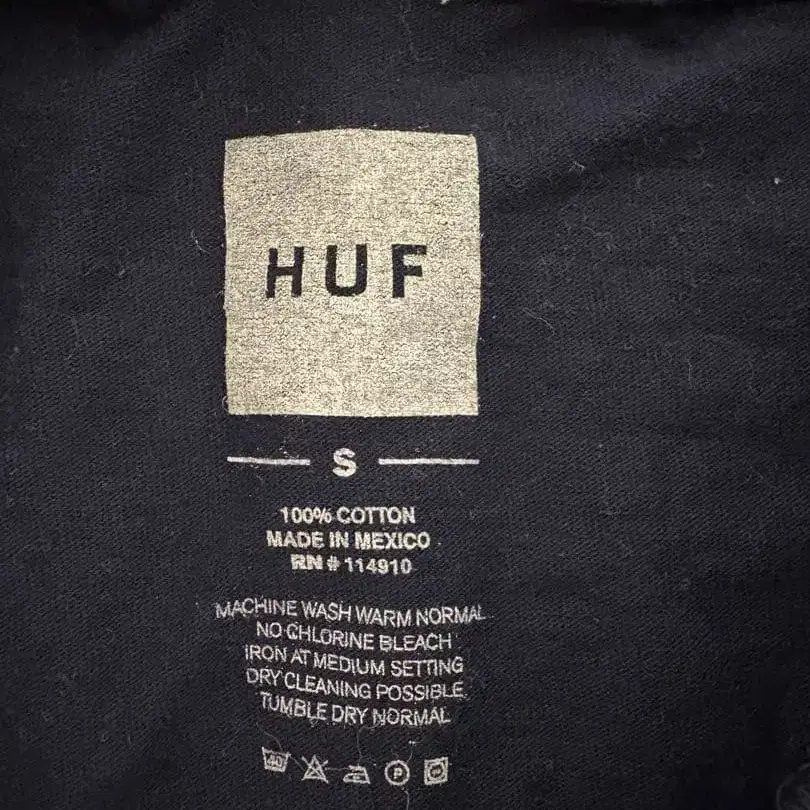 HUF
S
100% COTTON
MADE IN MEXICO
RN # 114910
MACHINE WASH WARM NORMAL
NO CHLORINE BLEACH
IRON AT MEDIUM SETTING
DRY CLEANING POSSIBLE
TUMBLE DRY NORMAL
40 P